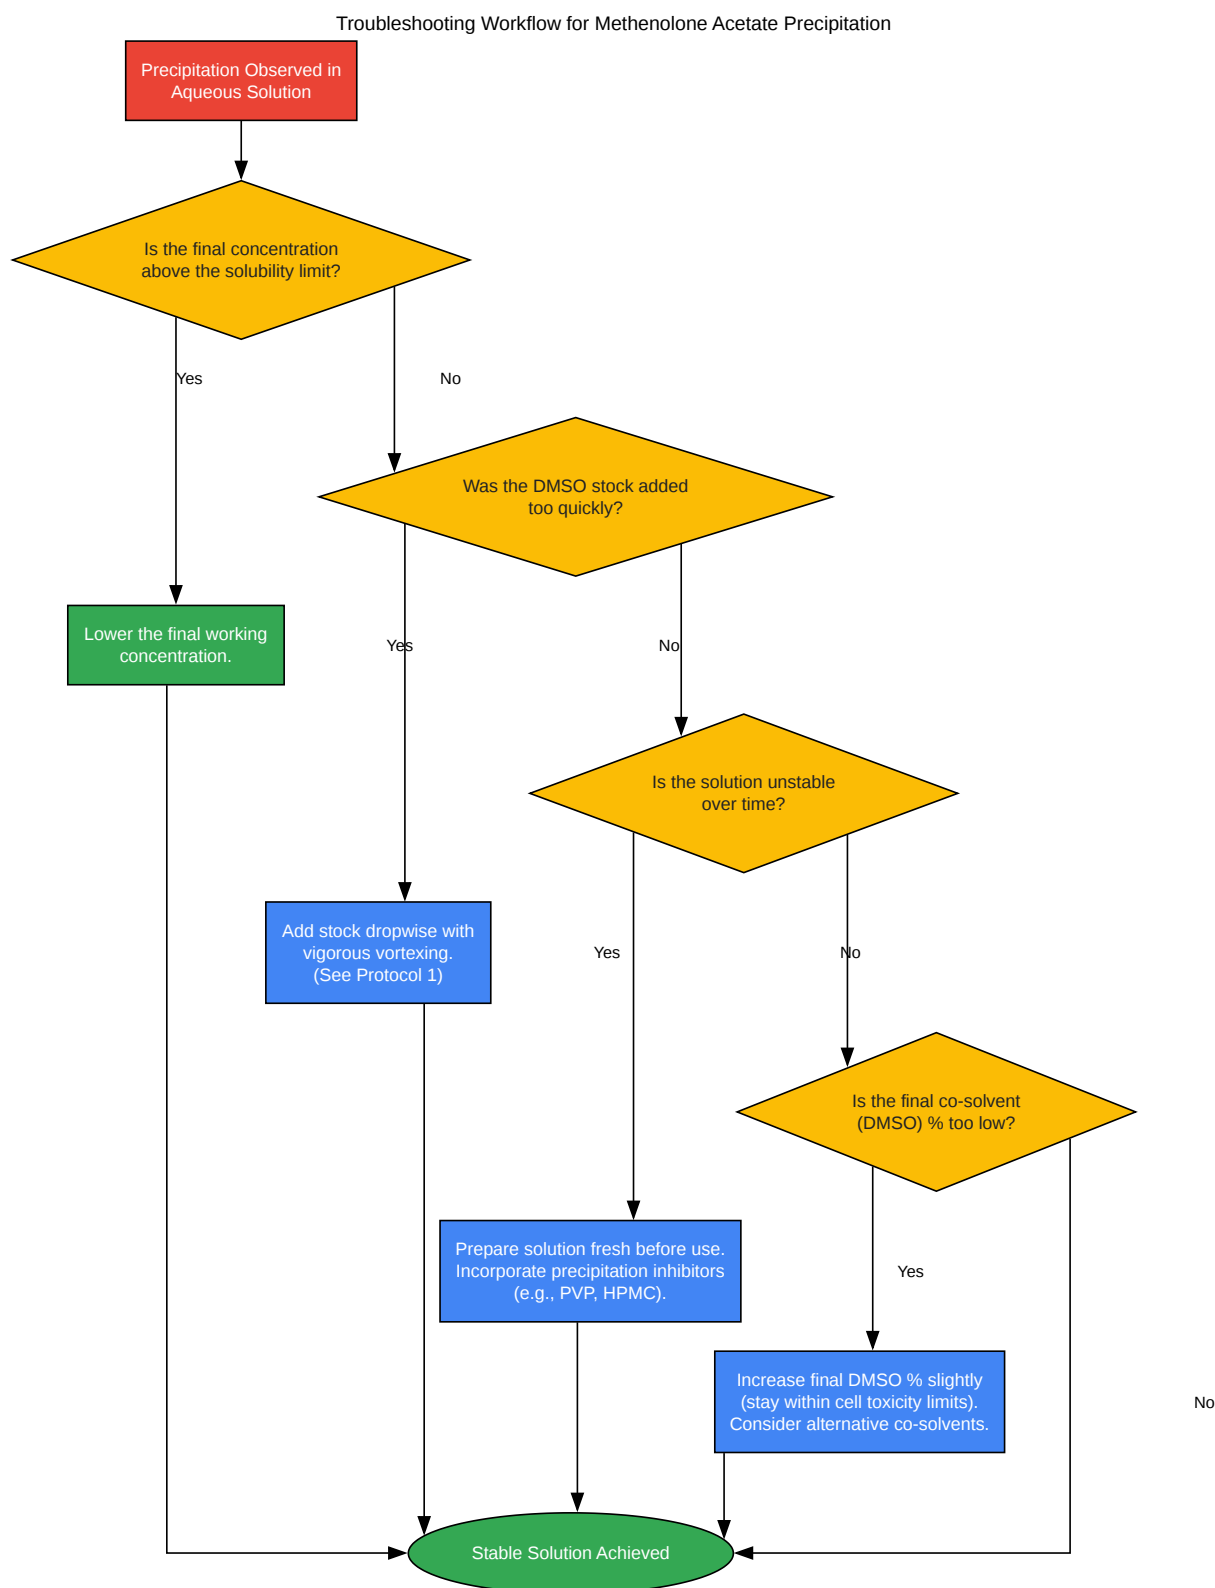 Troubleshooting Workflow for Methenolone Acetate Precipitation
Precipitation Observed in
Aqueous Solution
Is the final concentration
above the solubility limit?
Yes
No
Was the DMSO stock added
too quickly?
Lower the final working
concentration.
Yes
No
Is the solution unstable
over time?
Add stock dropwise with
vigorous vortexing.
(See Protocol 1)
Yes
No
Is the final co-solvent
(DMSO) % too low?
Prepare solution fresh before use.
Incorporate precipitation inhibitors
(e.g., PVP, HPMC).
Yes
Increase final DMSO % slightly
(stay within cell toxicity limits).
Consider alternative co-solvents.
No
Stable Solution Achieved